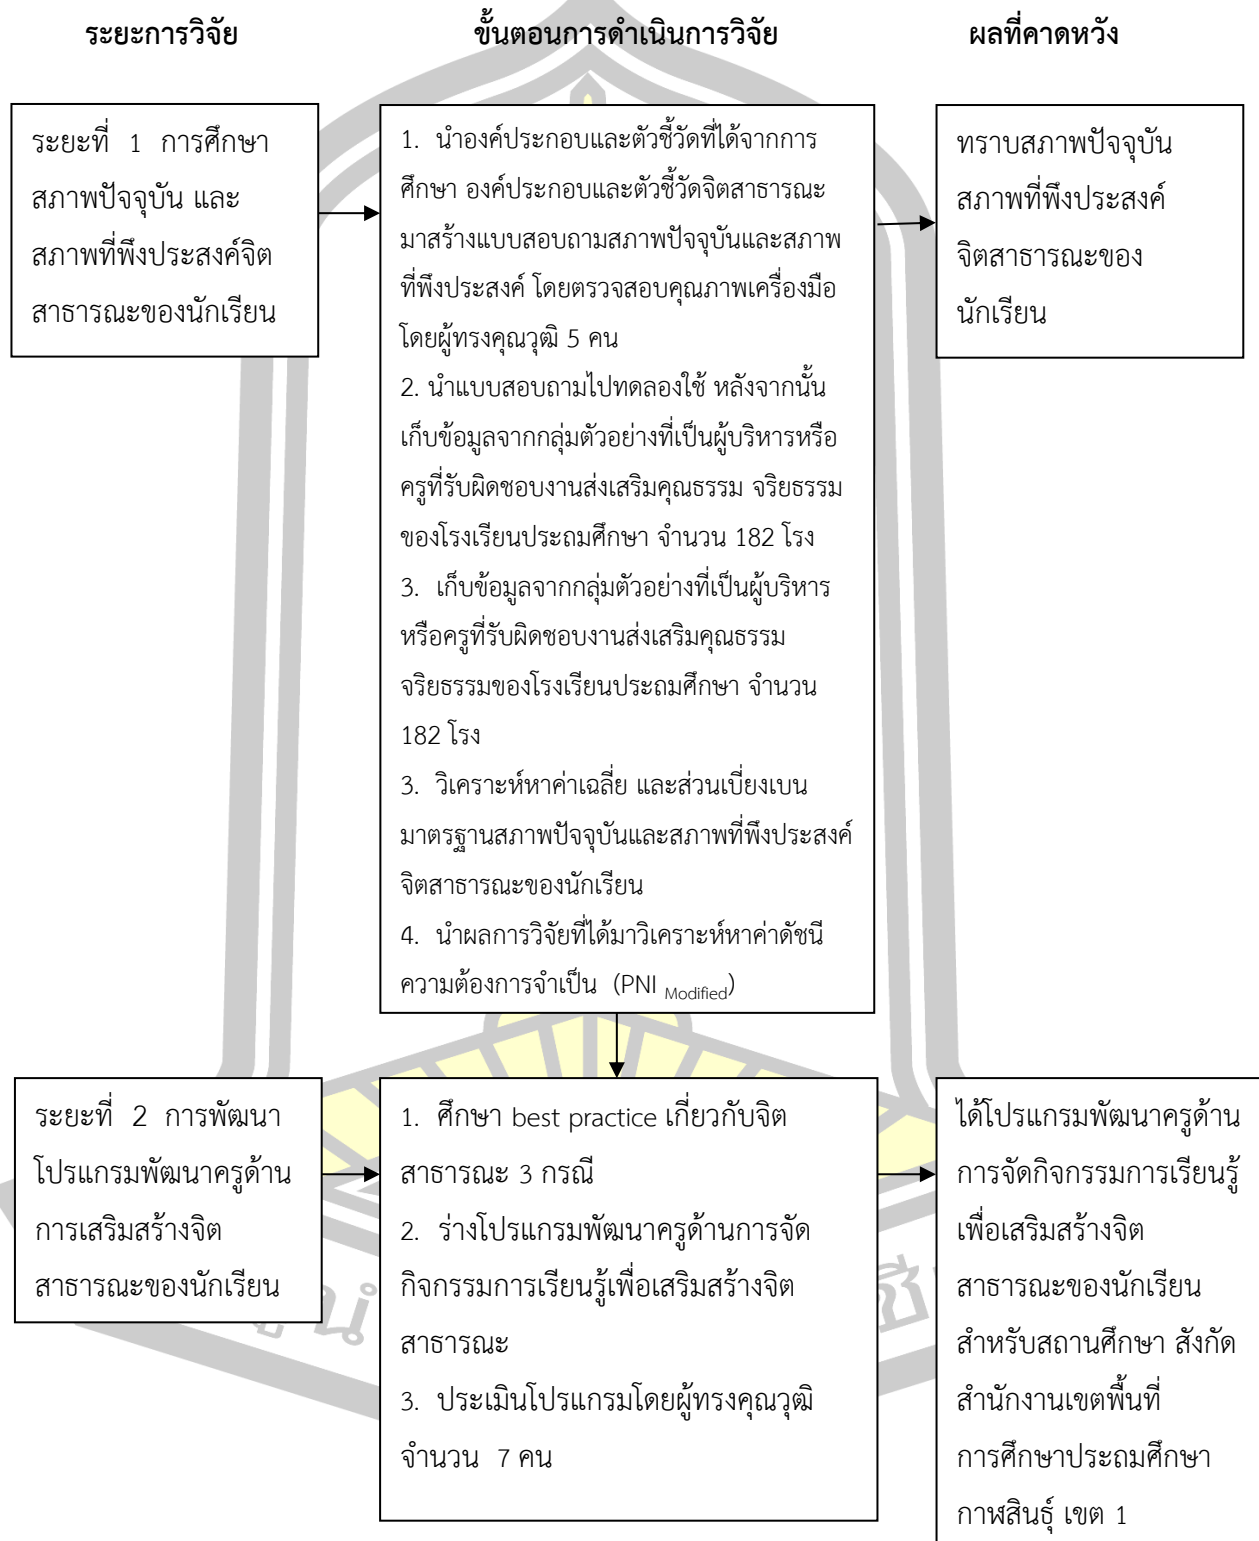 ระยะการวิจัย
ขั้นตอนการดำเนินการวิจัย
ผลที่คาดหวัง
ระยะที่ 1 การศึกษา
สภาพปัจจุบัน และ
สภาพที่พึงประสงค์จิต
สาธารณะของนักเรียน
1. นำองค์ประกอบและตัวชี้วัดที่ได้จากการ
ศึกษา องค์ประกอบและตัวชี้วัดจิตสาธารณะ
มาสร้างแบบสอบถามสภาพปัจจุบันและสภาพ
ที่พึงประสงค์ โดยตรวจสอบคุณภาพเครื่องมือ
โดยผู้ทรงคุณวุฒิ 5 คน
2. นำแบบสอบถามไปทดลองใช้ หลังจากนั้น
เก็บข้อมูลจากกลุ่มตัวอย่างที่เป็นผู้บริหารหรือ
ครูที่รับผิดชอบงานส่งเสริมคุณธรรม จริยธรรม
ของโรงเรียนประถมศึกษา จำนวน 182 โรง
3. เก็บข้อมูลจากกลุ่มตัวอย่างที่เป็นผู้บริหาร
หรือครูที่รับผิดชอบงานส่งเสริมคุณธรรม
จริยธรรมของโรงเรียนประถมศึกษา จำนวน
182 โรง
3. วิเคราะห์หาค่าเฉลี่ย และส่วนเบี่ยงเบน
มาตรฐานสภาพปัจจุบันและสภาพที่พึงประสงค์
จิตสาธารณะของนักเรียน
4. นำผลการวิจัยที่ได้มาวิเคราะห์หาค่าดัชนี
ความต้องการจำเป็น (PNI Modified)
ทราบสภาพปัจจุบัน
สภาพที่พึงประสงค์
จิตสาธารณะของ
นักเรียน
ระยะที่ 2 การพัฒนา
โปรแกรมพัฒนาครูด้าน
การเสริมสร้างจิต
สาธารณะของนักเรียน
1. ศึกษา best practice เกี่ยวกับจิต
สาธารณะ 3 กรณี
2. ร่างโปรแกรมพัฒนาครูด้านการจัด
กิจกรรมการเรียนรู้เพื่อเสริมสร้างจิต
สาธารณะ
3. ประเมินโปรแกรมโดยผู้ทรงคุณวุฒิ
จำนวน 7 คน
ได้โปรแกรมพัฒนาครูด้าน
การจัดกิจกรรมการเรียนรู้
เพื่อเสริมสร้างจิต
สาธารณะของนักเรียน
สำหรับสถานศึกษา สังกัด
สำนักงานเขตพื้นที่
การศึกษาประถมศึกษา
กาฬสินธุ์ เขต 1